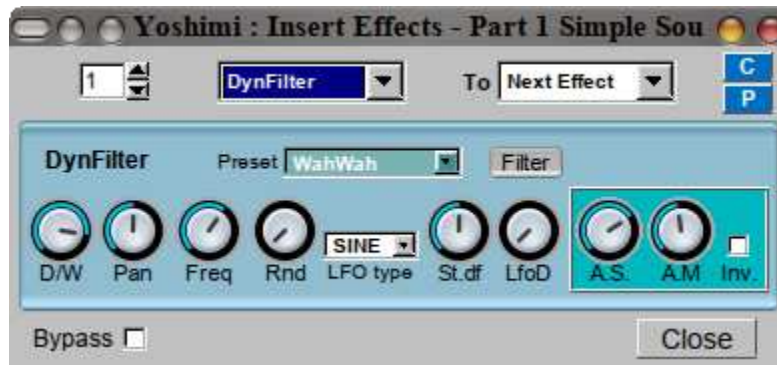 Yoshimi : Insert Effects - Part 1 Simple Sou
1 DynFilter To Next Effect C
P
DynFilter Preset WahWah Filter
SINE
D/W Pan Freq Rnd LFO type St.df LfoD A.S. A.M Inv.
Bypass Close